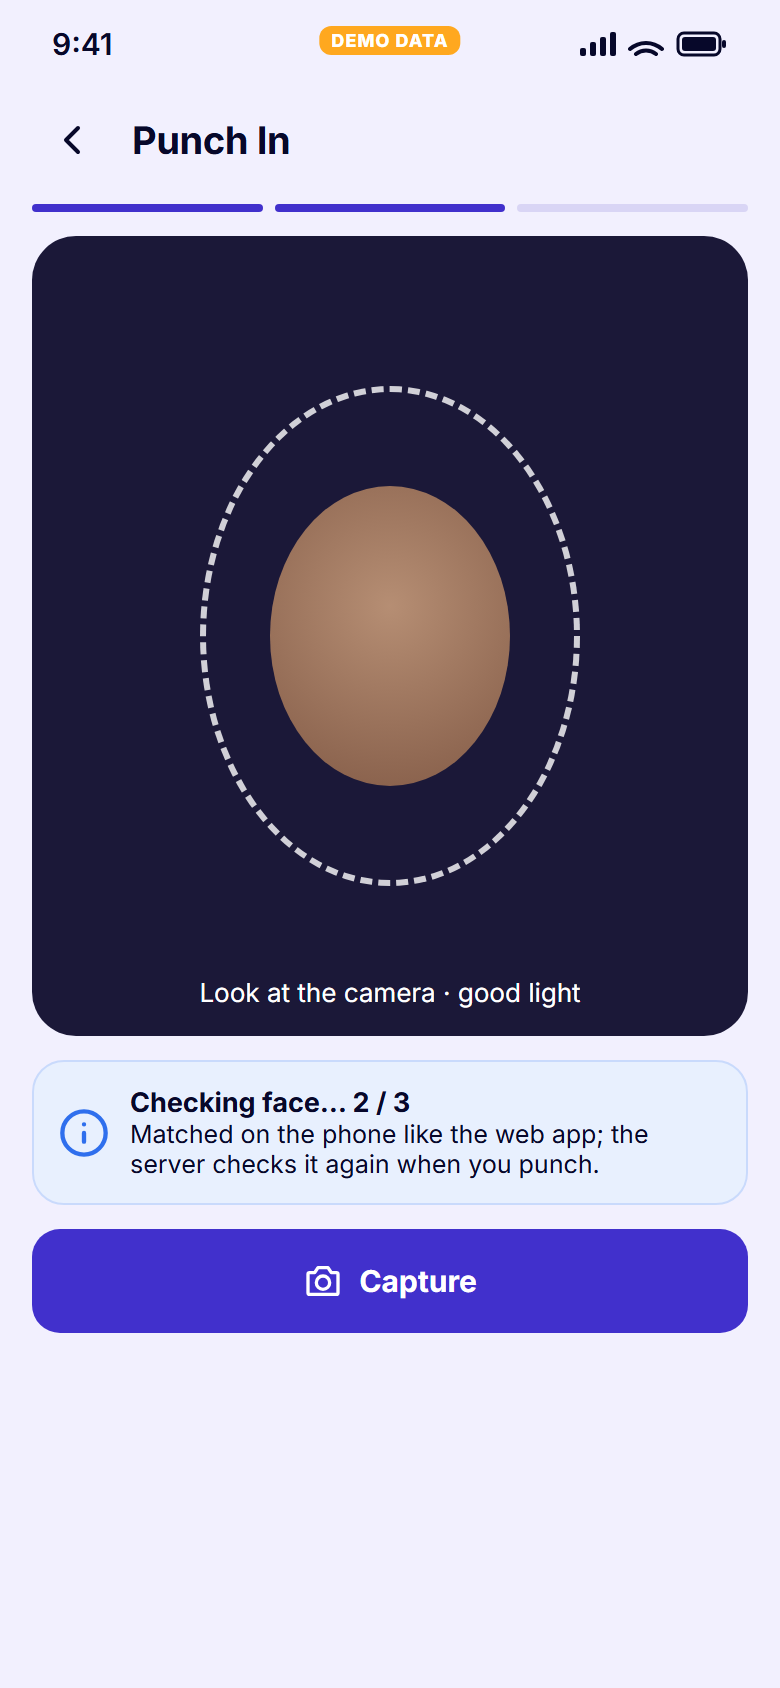 9:41
DEMO DATA
Punch In
Look at the camera · good light
Checking face... 2 / 3
Matched on the phone like the web app; the
server checks it again when you punch.
Capture